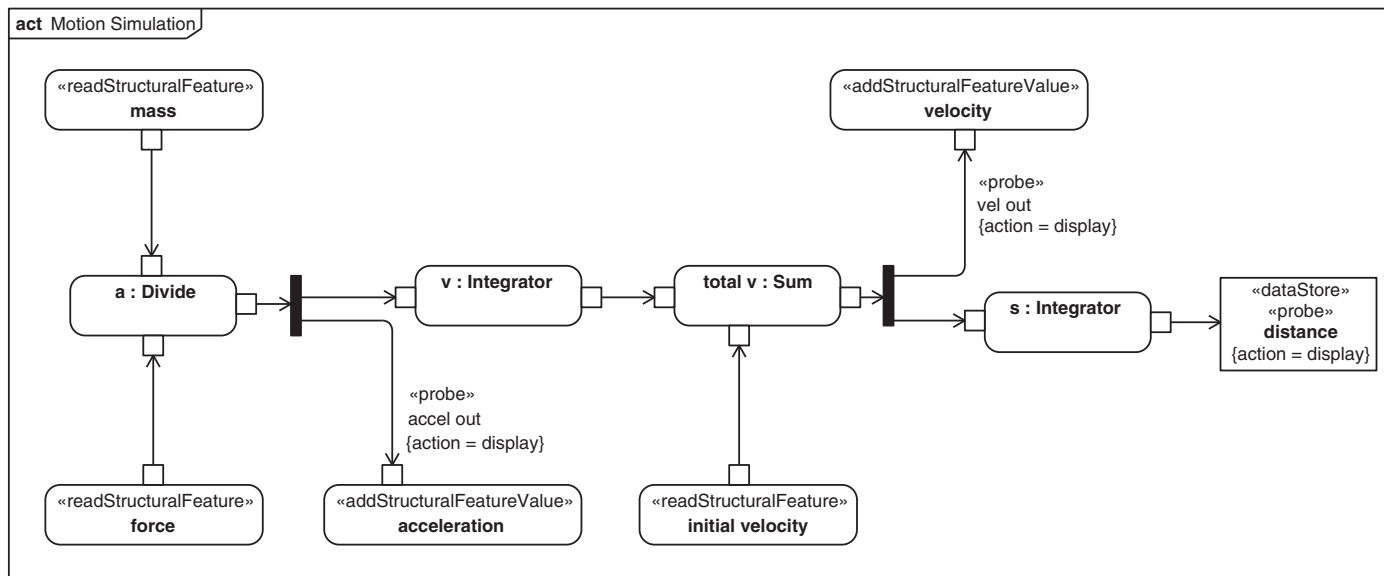 act Motion Simulation
«readStructuralFeature»
mass
«addStructuralFeatureValue»
velocity
«probe»
vel out
{action = display}
a : Divide
v : Integrator
total v : Sum
s : Integrator
«dataStore»
«probe»
distance
{action = display}
«probe»
accel out
{action = display}
«readStructuralFeature»
force
«addStructuralFeatureValue»
acceleration
«readStructuralFeature»
initial velocity